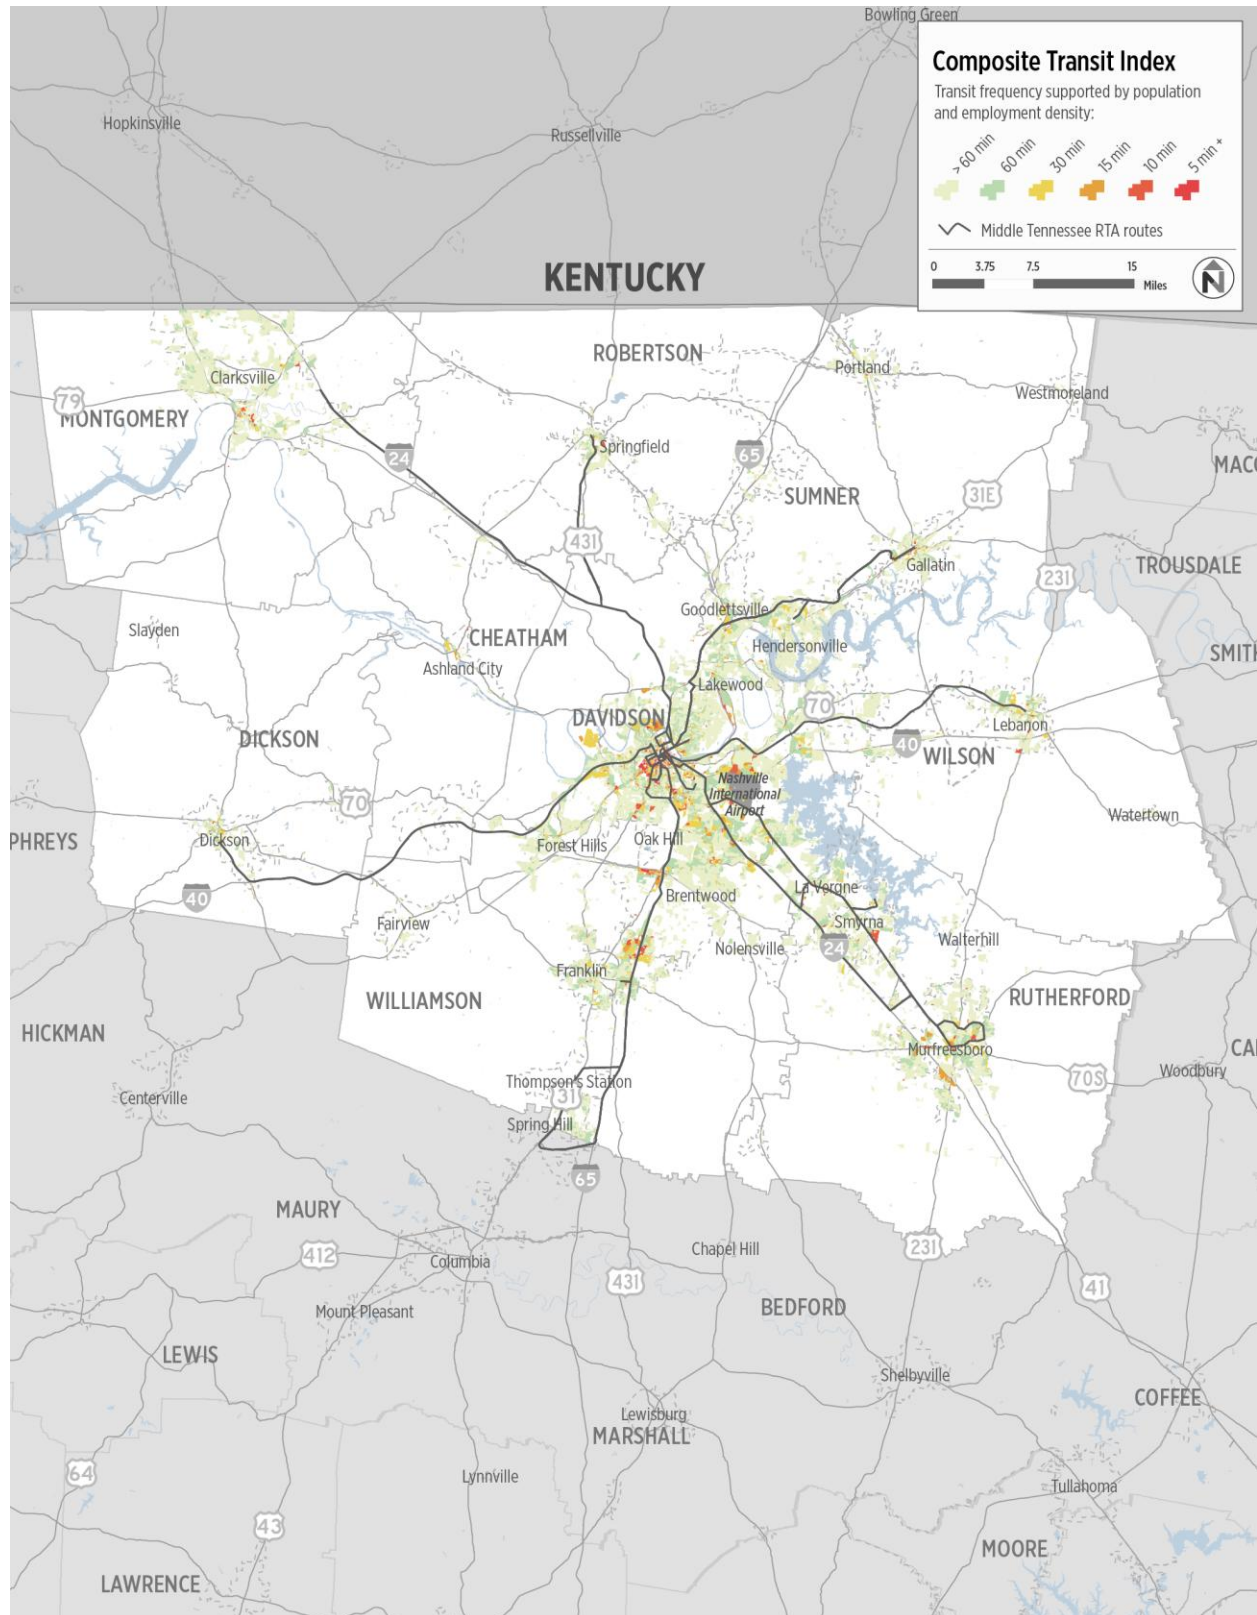 Bowling Green
Composite Transit Index
Transit frequency supported by population
and employment density:
> 60 min
60 min
30 min
15 min
10 min
5 min +
Middle Tennessee RTA routes
0 3.75 7.5 15
Miles
N
Hopkinsville
Russellville
KENTUCKY
ROBERTSON
Portland
Clarksville
Westmoreland
79
MONTGOMERY
Springfield
24
65
MAC
SUMNER
31E
431
Gallatin
TROUSDALE
231
Goodlettsville
Slayden
CHEATHAM
Hendersonville
SMITH
Ashland City
Lakewood
70
DAVIDSON
Lebanon
DICKSON
40
WILSON
Nashville
International
Airport
70
Watertown
PHREYS
Dickson
Forest Hills
Oak Hill
40
Brentwood
La Vergne
Fairview
Smyrna
24
Nolensville
Walterhill
Franklin
WILLIAMSON
RUTHERFORD
HICKMAN
Murfreesboro
CA
Thompson's Station
70S
Woodbury
31
Centerville
Spring Hill
65
MAURY
412
Columbia
Chapel Hill
231
431
41
Mount Pleasant
BEDFORD
LEWIS
Shelbyville
COFFEE
Lewisburg
MARSHALL
64
Lynnville
Tullahoma
43
MOORE
LAWRENCE